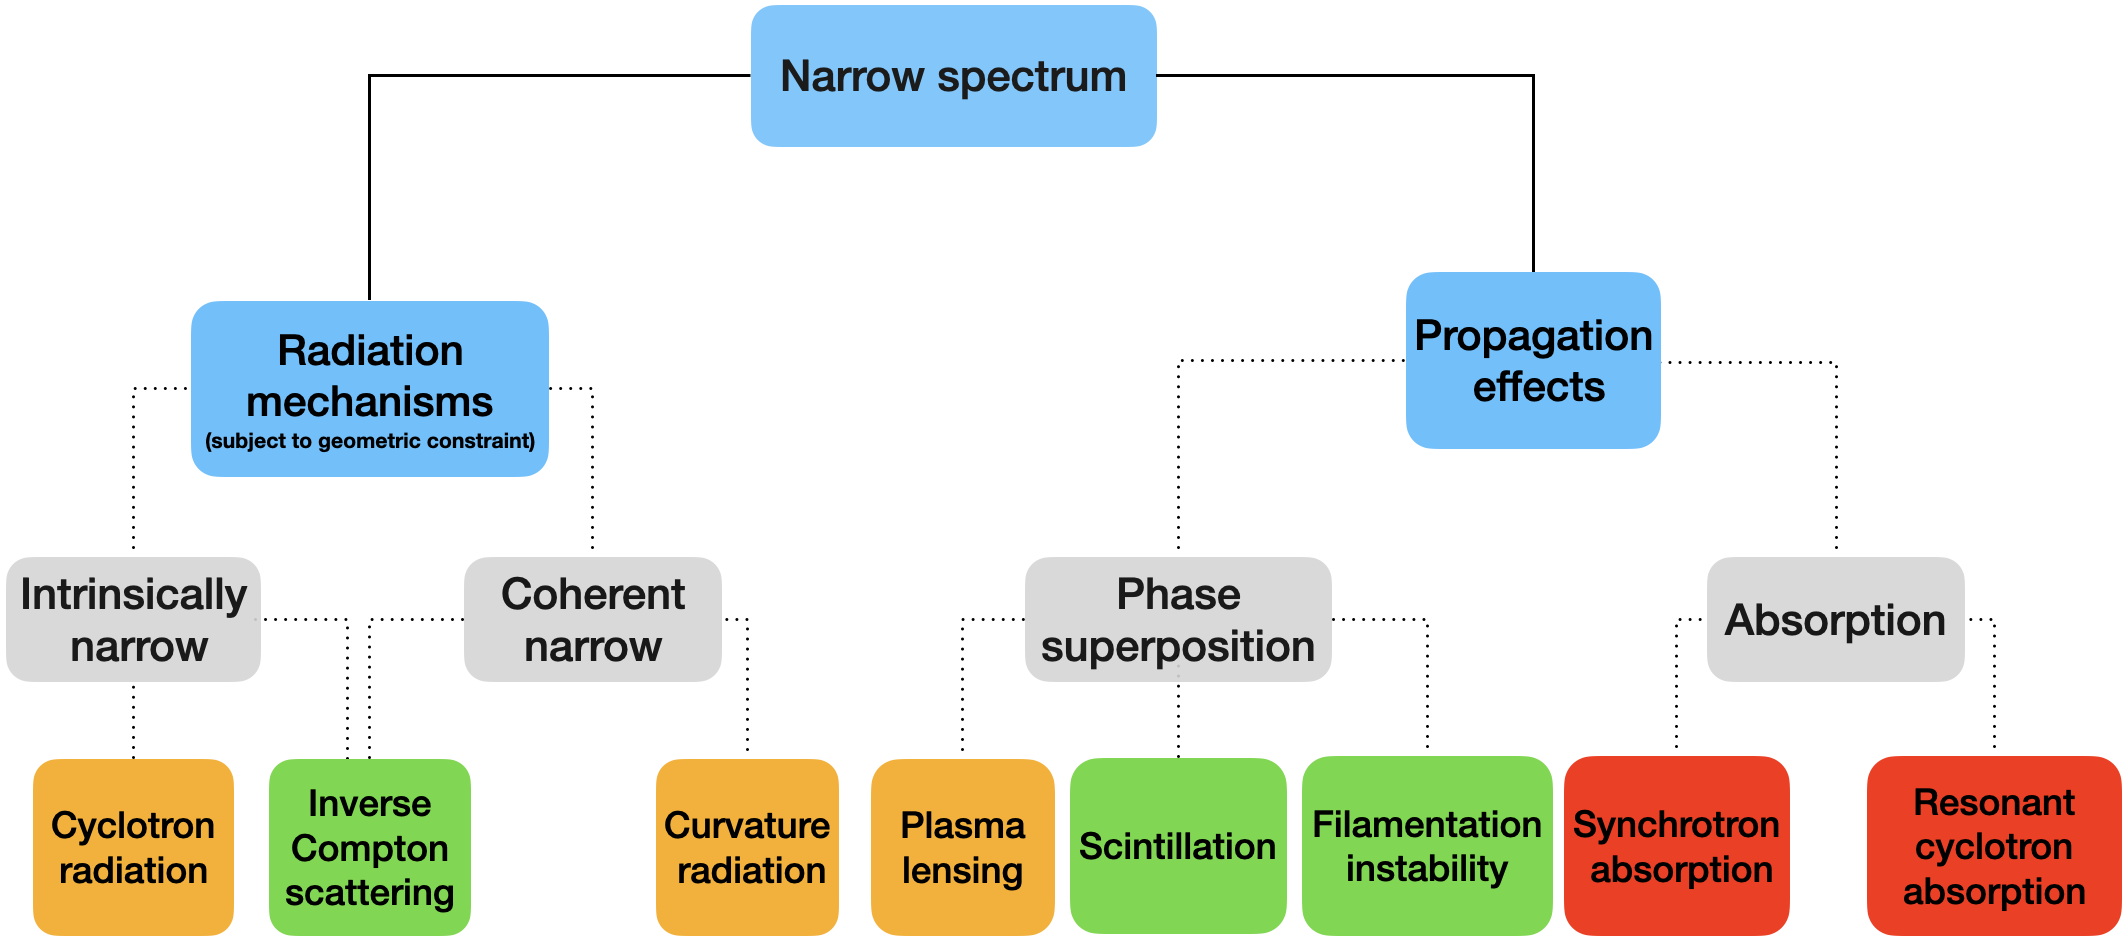 Narrow spectrum
Radiation
mechanisms
(subject to geometric constraint)
Propagation
effects
Intrinsically
narrow
Coherent
narrow
Phase
superposition
Absorption
Cyclotron
radiation
Inverse
Compton
scattering
Curvature
radiation
Plasma
lensing
Scintillation
Filamentation
instability
Synchrotron
absorption
Resonant
cyclotron
absorption